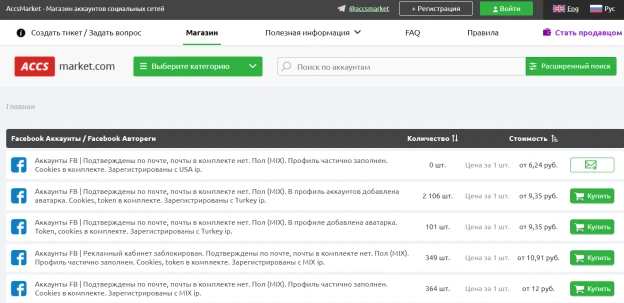 AccsMarket - Магазин аккаунтов социальных сетей
@accsmarket
+ Регистрация
Войти
Eng
Рус
Создать тикет / Задать вопрос
Магазин
Полезная информация
FAQ
Правила
Стать продавцом
ACCS market.com
Выберите категорию
Поиск по аккаунтам
Расширенный поиск
Главная
Facebook Аккаунты / Facebook Автореги
Количество
Стоимость
Аккаунты FB | Подтверждены по почте, почты в комплекте нет. Пол (MIX). Профиль частично заполнен.
Cookies в комплекте. Зарегистрированы с USA ip.
0 шт.
Цена за 1 шт.
от 6,24 руб.
Аккаунты FB | Подтверждены по почте, почты в комплекте нет. Пол (MIX). В профиль аккаунтов добавлена
аватарка. Cookies, token в комплекте. Зарегистрированы с Turkey ip.
2 106 шт.
Цена за 1 шт.
от 9,35 руб.
Купить
Аккаунты FB | Подтверждены по почте, почты в комплекте нет. Пол (MIX). В профиле добавлена аватарка.
Token, cookies в комплекте. Зарегистрированы с Turkey ip.
101 шт.
Цена за 1 шт.
от 9,35 руб.
Купить
Аккаунты FB | Рекламный кабинет заблокирован. Подтверждены по почте, почты в комплекте нет. Пол (MIX).
Профиль частично заполнен. Cookies, token в комплекте. Зарегистрированы с MIX ip.
349 шт.
Цена за 1 шт.
от 10,91 руб.
Купить
Аккаунты FB | Подтверждены по почте, почты в комплекте нет. Пол (MIX). Профиль частично заполнен.
Cookies в комплекте. Зарегистрированы с MIX ip.
364 шт.
Цена за 1 шт.
от 12 руб.
Купить